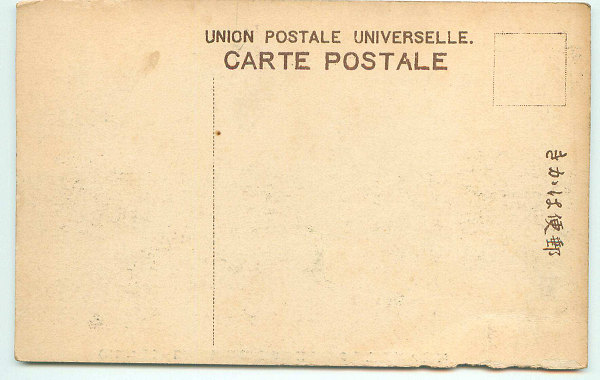 UNION POSTALE UNIVERSELLE.
CARTE POSTALE
郵便はかき